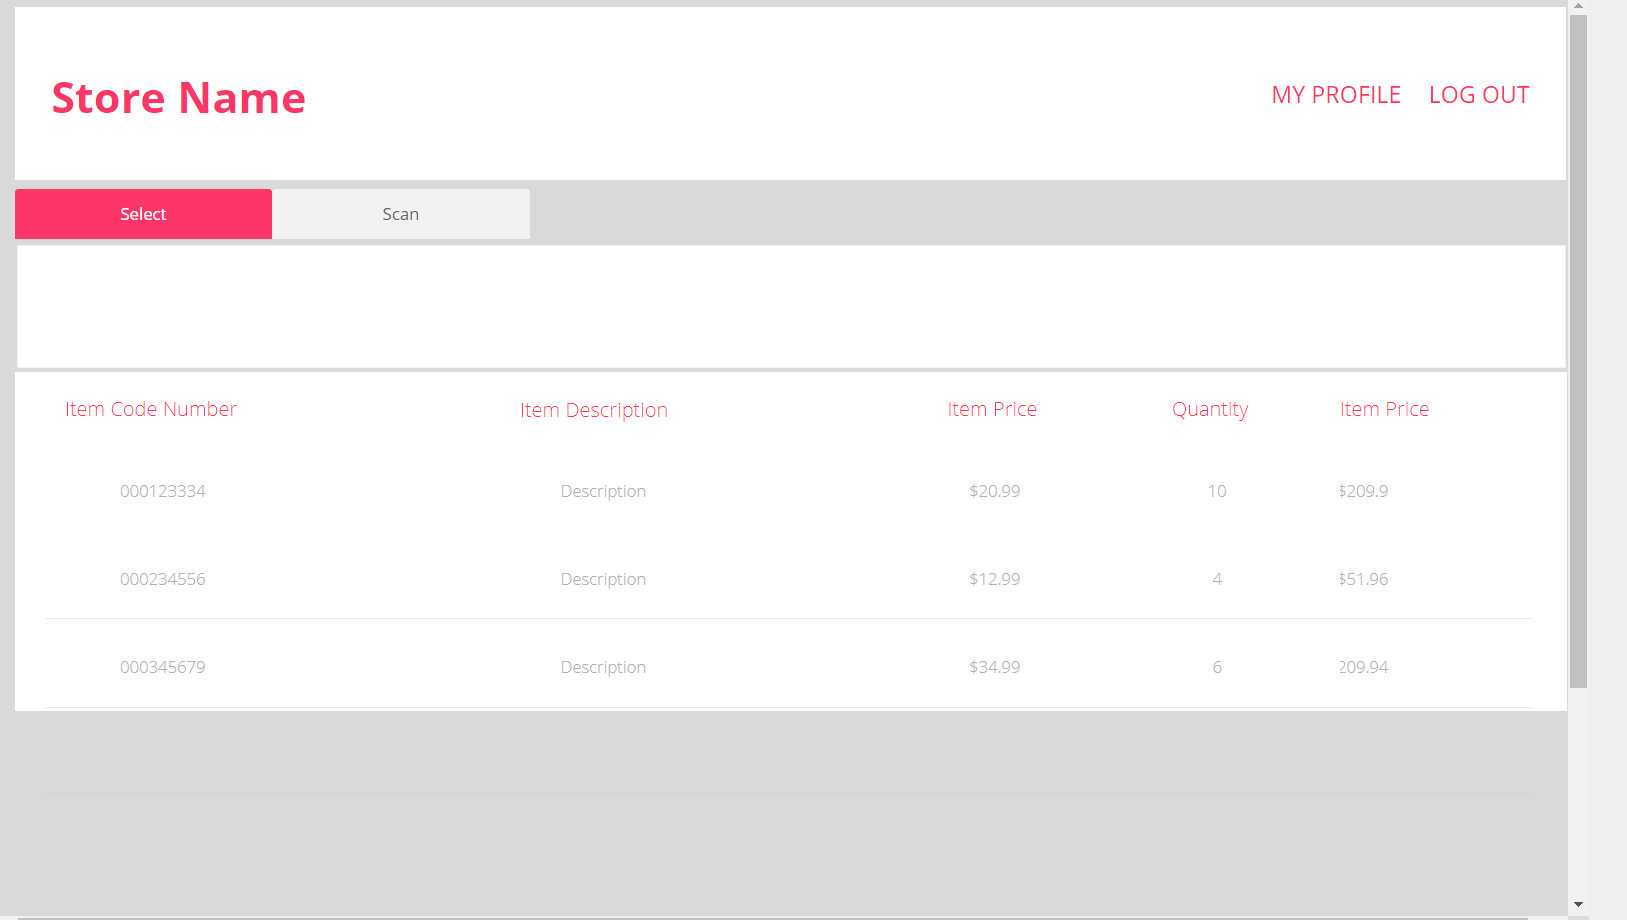 Store Name
MY PROFILE LOG OUT
Select Scan
Item Code Number Item Description Item Price Quantity Item Price
000123334 Description $20.99 10 $209.9
000234556 Description $12.99 4 $51.96
000345679 Description $34.99 6 209.94